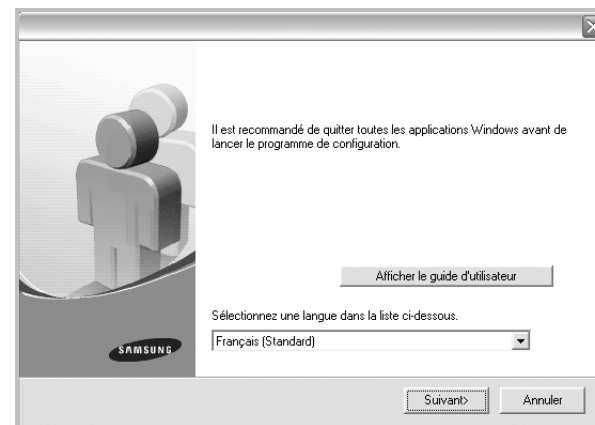 Il est recommandé de quitter toutes les applications Windows avant de
lancer le programme de configuration.
Afficher le guide d'utilisateur
Sélectionnez une langue dans la liste ci-dessous.
Français (Standard)
SAMSUNG
Suivant>
Annuler